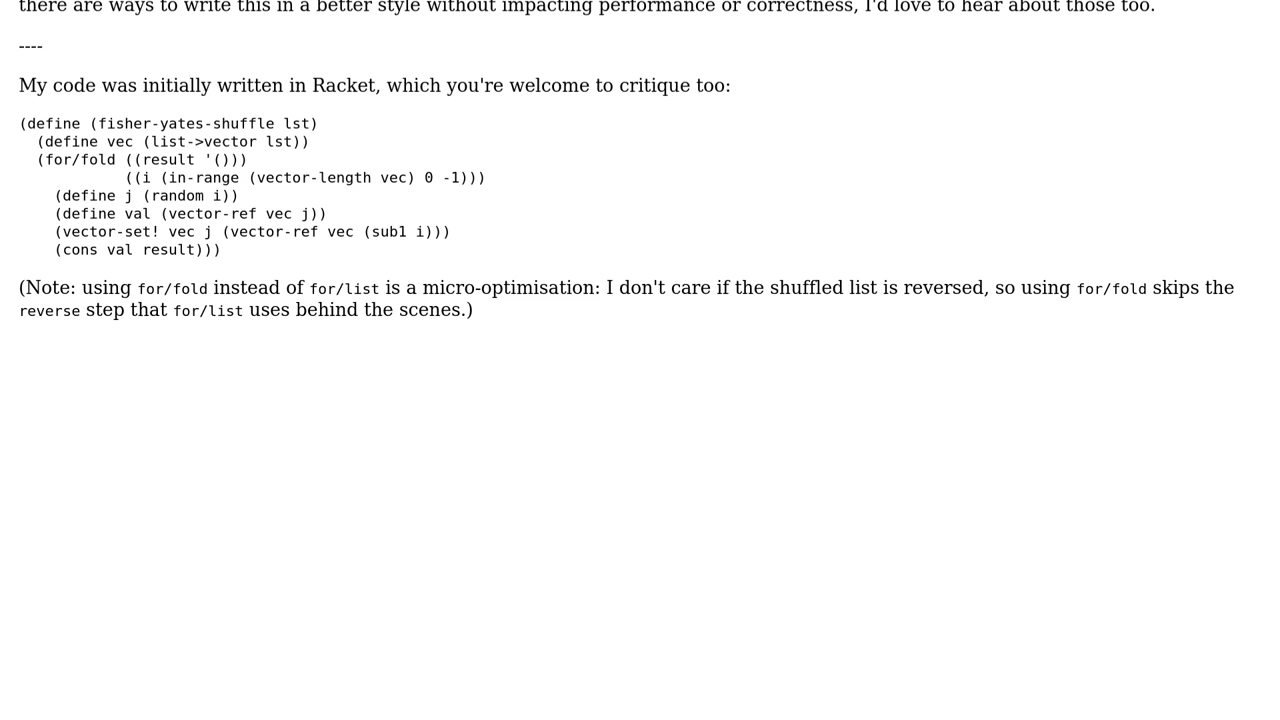 there are ways to write this in a better style without impacting performance or correctness, I'd love to hear about those too.
----
My code was initially written in Racket, which you're welcome to critique too:
(define (fisher-yates-shuffle lst)
  (define vec (list->vector lst))
  (for/fold ((result '()))
            ((i (in-range (vector-length vec) 0 -1)))
    (define j (random i))
    (define val (vector-ref vec j))
    (vector-set! vec j (vector-ref vec (sub1 i)))
    (cons val result)))
(Note: using for/fold instead of for/list is a micro-optimisation: I don't care if the shuffled list is reversed, so using for/fold skips the
reverse step that for/list uses behind the scenes.)